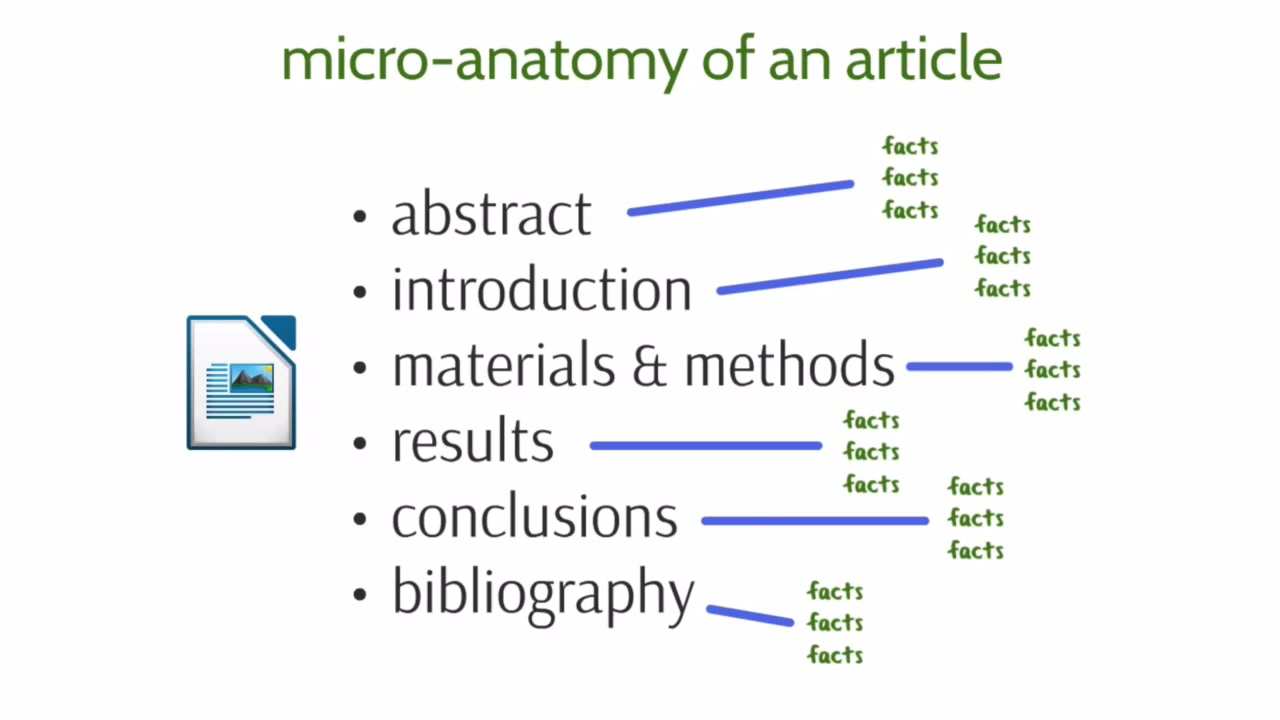 micro-anatomy of an article
• abstract
facts
facts
facts
• introduction
facts
facts
facts
• materials & methods
facts
facts
facts
• results
facts
facts
facts
• conclusions
facts
facts
facts
• bibliography
facts
facts
facts